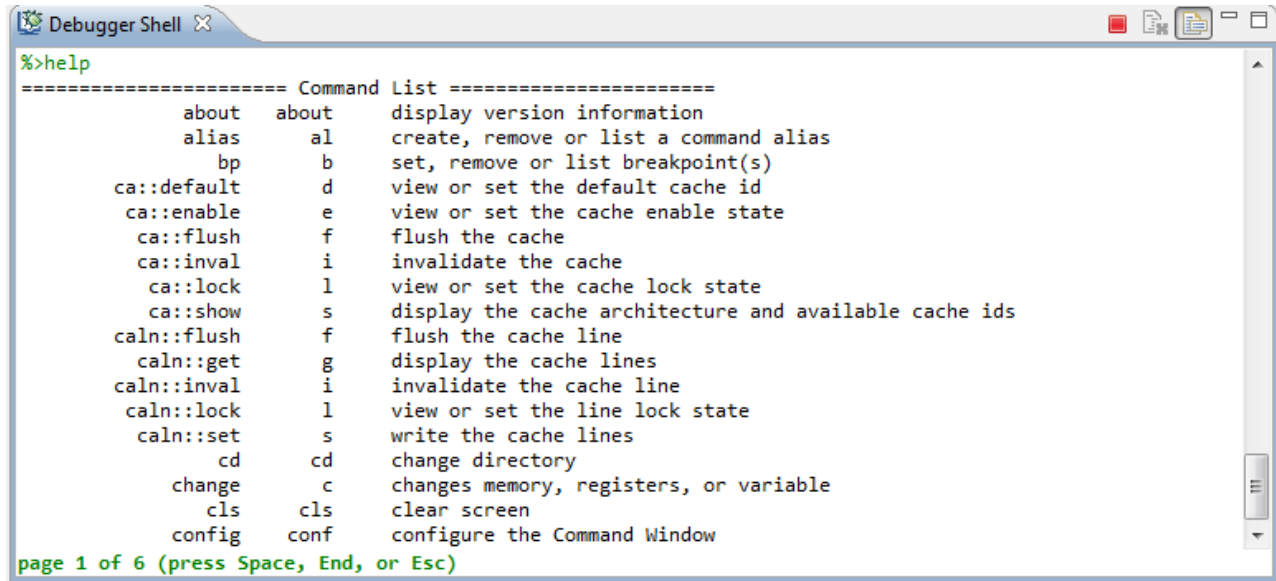 Debugger Shell
%>help
======================= Command List =======================
about about display version information
alias al create, remove or list a command alias
bp b set, remove or list breakpoint(s)
ca::default d view or set the default cache id
ca::enable e view or set the cache enable state
ca::flush f flush the cache
ca::inval i invalidate the cache
ca::lock l view or set the cache lock state
ca::show s display the cache architecture and available cache ids
caln::flush f flush the cache line
caln::get g display the cache lines
caln::inval i invalidate the cache line
caln::lock l view or set the line lock state
caln::set s write the cache lines
cd cd change directory
change c changes memory, registers, or variable
cls cls clear screen
config conf configure the Command Window
page 1 of 6 (press Space, End, or Esc)